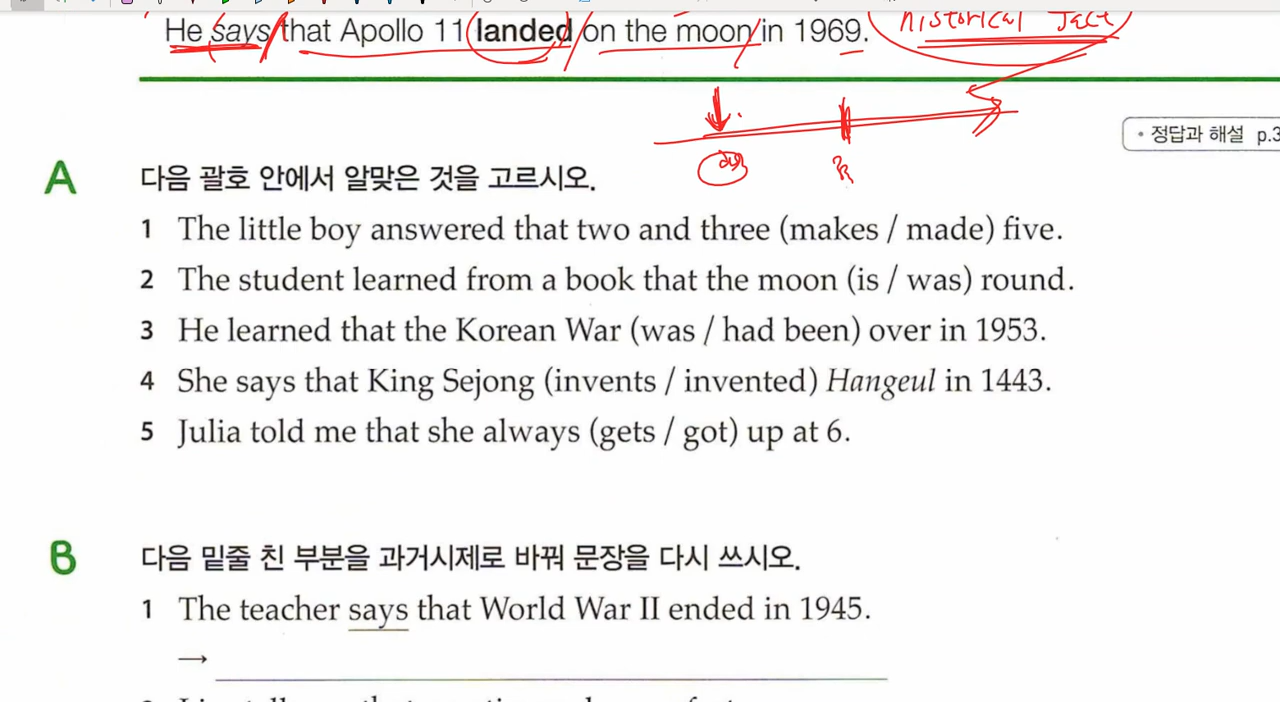 He says that Apollo 11 landed on the moon in 1969. historical fact
• 정답과 해설 p.3
A 다음 괄호 안에서 알맞은 것을 고르시오.
1 The little boy answered that two and three (makes / made) five.
2 The student learned from a book that the moon (is / was) round.
3 He learned that the Korean War (was / had been) over in 1953.
4 She says that King Sejong (invents / invented) Hangeul in 1443.
5 Julia told me that she always (gets / got) up at 6.
B 다음 밑줄 친 부분을 과거시제로 바꿔 문장을 다시 쓰시오.
1 The teacher says that World War II ended in 1945.
→